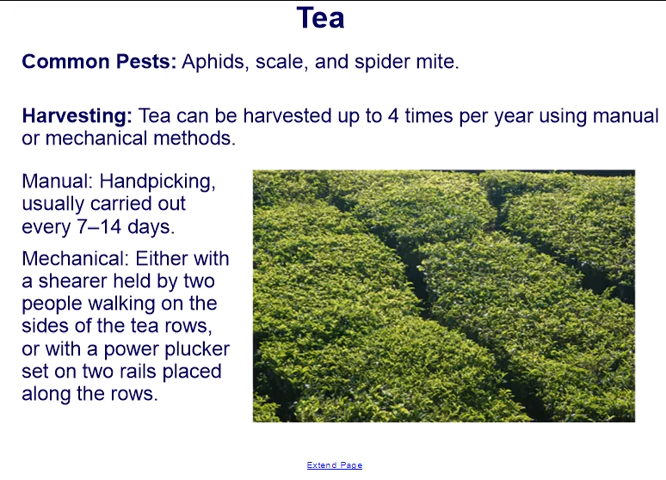 Tea
Common Pests: Aphids, scale, and spider mite.
Harvesting: Tea can be harvested up to 4 times per year using manual
or mechanical methods.
Manual: Handpicking,
usually carried out
every 7–14 days.
Mechanical: Either with
a shearer held by two
people walking on the
sides of the tea rows,
or with a power plucker
set on two rails placed
along the rows.
Extend Page